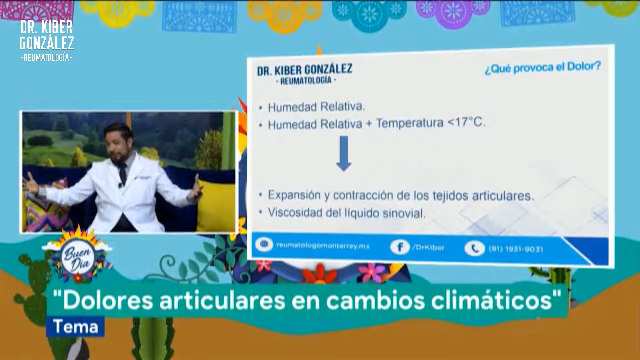 DR. KIBER
GONZÁLEZ
- REUMATOLOGÍA -
DR. KIBER GONZÁLEZ
- REUMATOLOGÍA -
¿Qué provoca el Dolor?
• Humedad Relativa.
• Humedad Relativa + Temperatura <17°C.
• Expansión y contracción de los tejidos articulares.
• Viscosidad del líquido sinovial.
reumatologomonterrey.mx
/DrKiber
(81) 1931-9031
Buen
Día
"Dolores articulares en cambios climáticos"
Tema